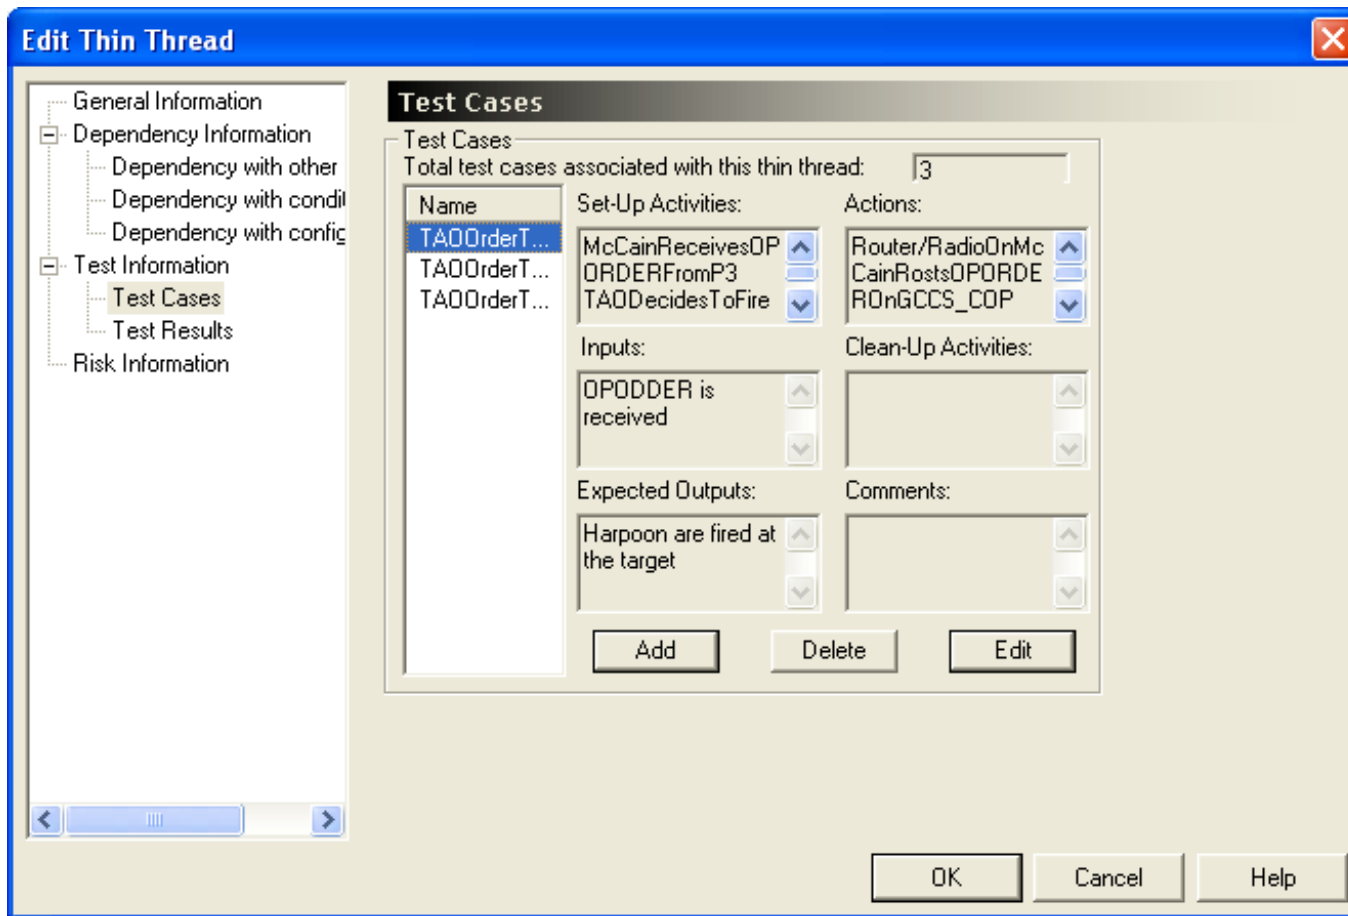 Edit Thin Thread
General Information
Dependency Information
Dependency with other
Dependency with condit
Dependency with config
Test Information
Test Cases
Test Results
Risk Information
Test Cases
Test Cases
Total test cases associated with this thin thread: 3
Name
TAOOrderT...
TAOOrderT...
TAOOrderT...
Set-Up Activities:
McCainReceivesOP
ORDERFromP3
TAODecidesToFire
Actions:
Router/RadioOnMc
CainRostsOPORDE
ROnGCCS_COP
Inputs:
OPODDER is
received
Clean-Up Activities:
Expected Outputs:
Harpoon are fired at
the target
Comments:
Add Delete Edit
OK Cancel Help